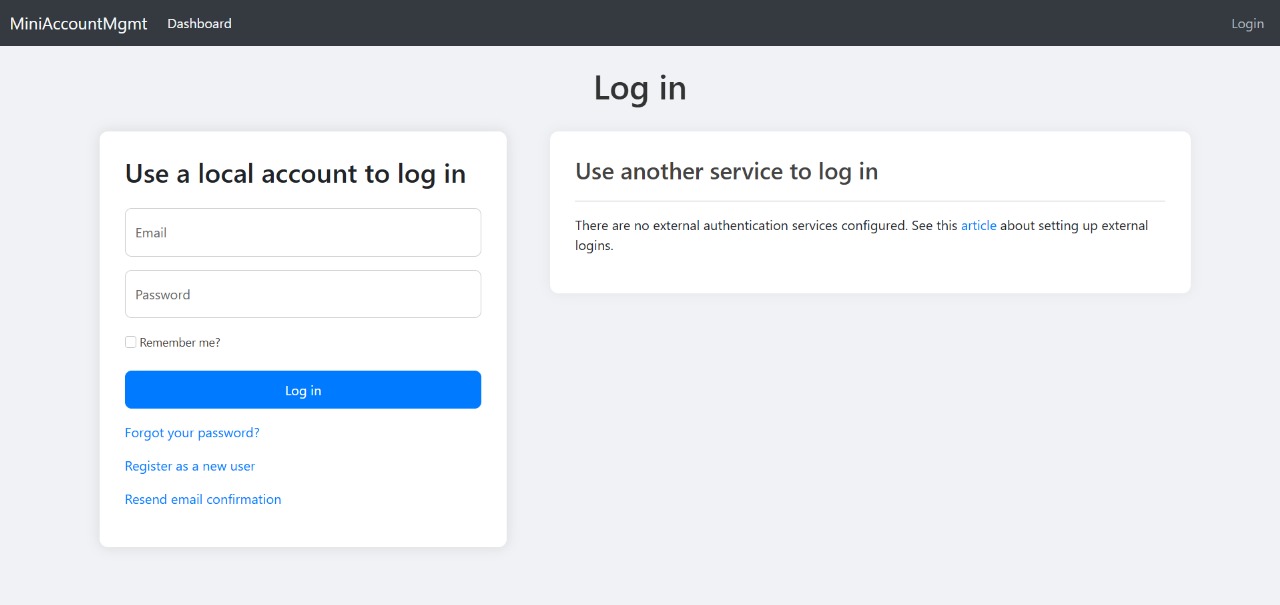 MiniAccountMgmt Dashboard Login
Log in
Use a local account to log in
Email
Password
Remember me?
Log in
Forgot your password?
Register as a new user
Resend email confirmation
Use another service to log in
There are no external authentication services configured. See this article about setting up external
logins.